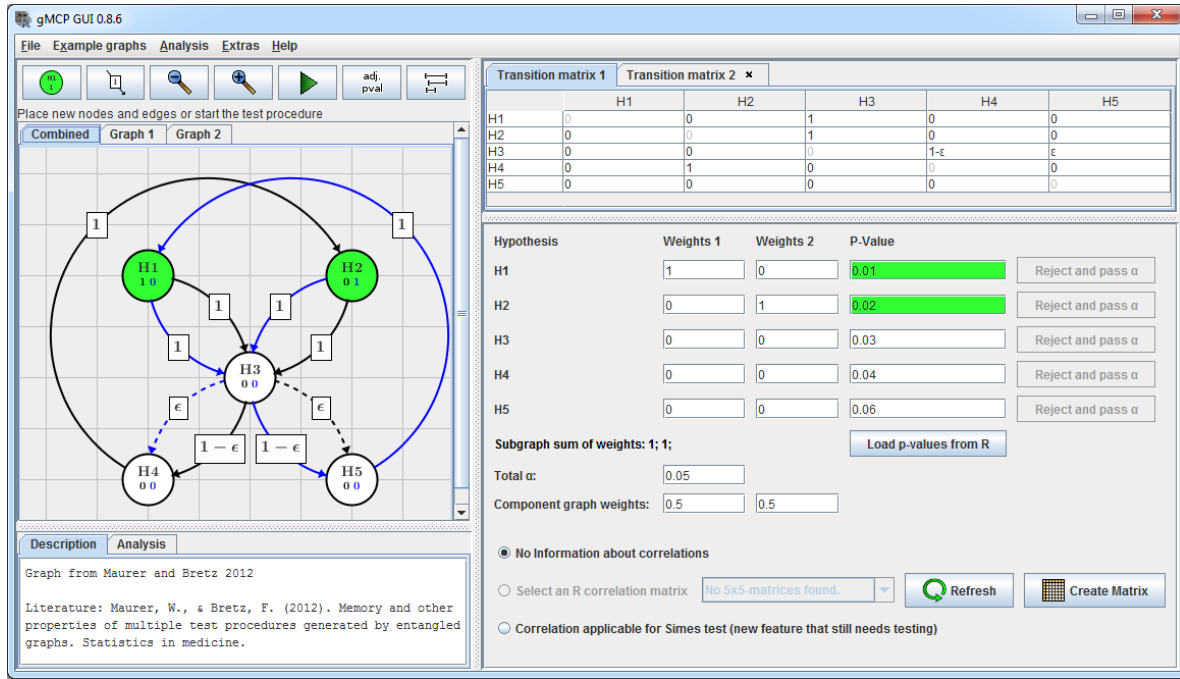 gMCP GUI 0.8.6
File Example graphs Analysis Extras Help
H1
1
1
adj.
pval
Place new nodes and edges or start the test procedure
Combined Graph 1 Graph 2
1 1
H1
1 0
H2
0 1
1 1
1 1
H3
0 0
ϵ ϵ
1 − ϵ 1 − ϵ
H4
0 0
H5
0 0
Description Analysis
Graph from Maurer and Bretz 2012
Literature: Maurer, W., & Bretz, F. (2012). Memory and other
properties of multiple test procedures generated by entangled
graphs. Statistics in medicine.
Transition matrix 1 Transition matrix 2 ×
H1 H2 H3 H4 H5
H1 0 0 1 0 0
H2 0 0 1 0 0
H3 0 0 0 1-ε ε
H4 0 1 0 0 0
H5 0 0 0 0 0
Hypothesis Weights 1 Weights 2 P-Value
H1 1 0 0.01 Reject and pass α
H2 0 1 0.02 Reject and pass α
H3 0 0 0.03 Reject and pass α
H4 0 0 0.04 Reject and pass α
H5 0 0 0.06 Reject and pass α
Subgraph sum of weights: 1; 1; Load p-values from R
Total α: 0.05
Component graph weights: 0.5 0.5
No Information about correlations
Select an R correlation matrix No 5x5-matrices found. Refresh Create Matrix
Correlation applicable for Simes test (new feature that still needs testing)